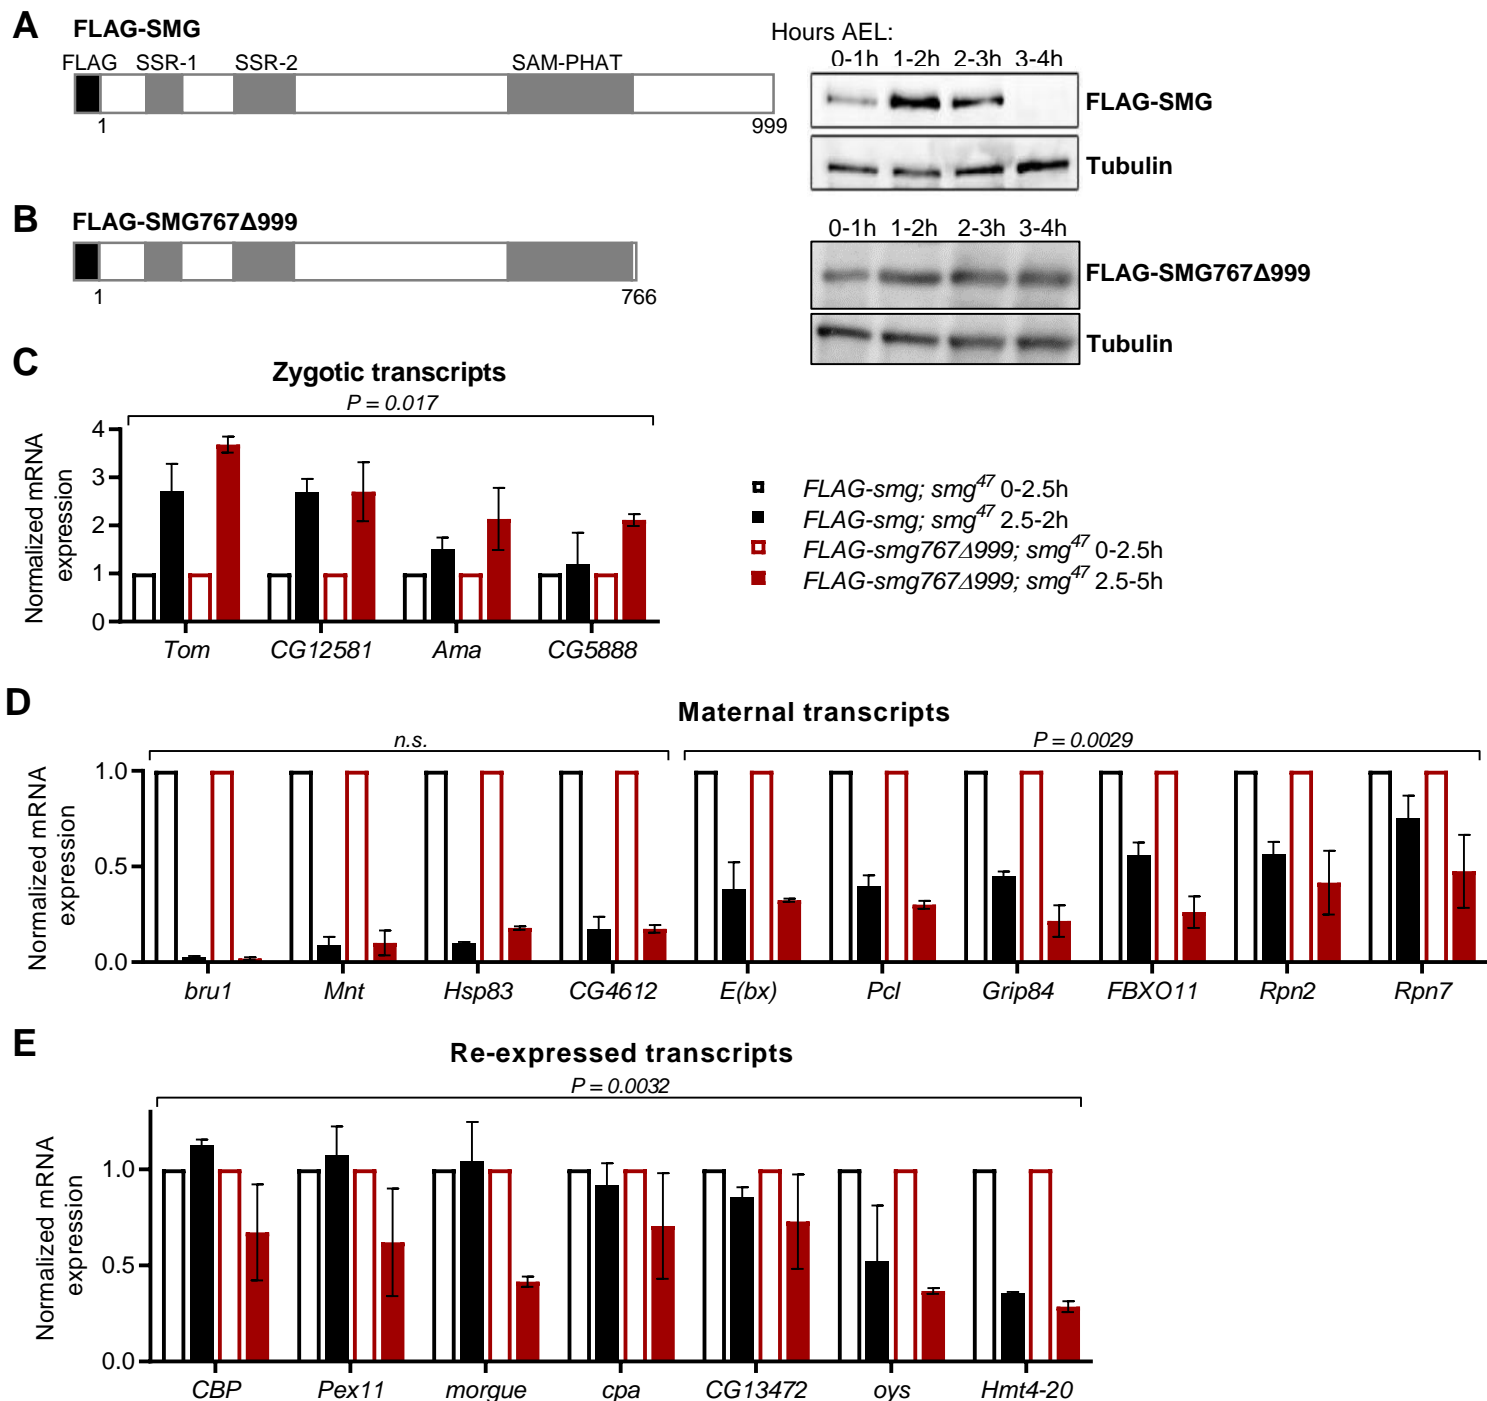 A
FLAG-SMG
FLAG SSR-1 SSR-2 SAM-PHAT
1 999
Hours AEL:
0-1h 1-2h 2-3h 3-4h
FLAG-SMG
Tubulin
B
FLAG-SMG767Δ999
1 766
0-1h 1-2h 2-3h 3-4h
FLAG-SMG767Δ999
Tubulin
C
Zygotic transcripts
P = 0.017
Normalized mRNA
expression
4
3
2
1
0
Tom CG12581 Ama CG5888
FLAG-smg; smg47 0-2.5h
FLAG-smg; smg47 2.5-2h
FLAG-smg767Δ999; smg47 0-2.5h
FLAG-smg767Δ999; smg47 2.5-5h
D
Maternal transcripts
n.s. P = 0.0029
Normalized mRNA
expression
1.0
0.5
0.0
bru1 Mnt Hsp83 CG4612 E(bx) Pcl Grip84 FBXO11 Rpn2 Rpn7
E
Re-expressed transcripts
P = 0.0032
Normalized mRNA
expression
1.0
0.5
0.0
CBP Pex11 morgue cpa CG13472 oys Hmt4-20